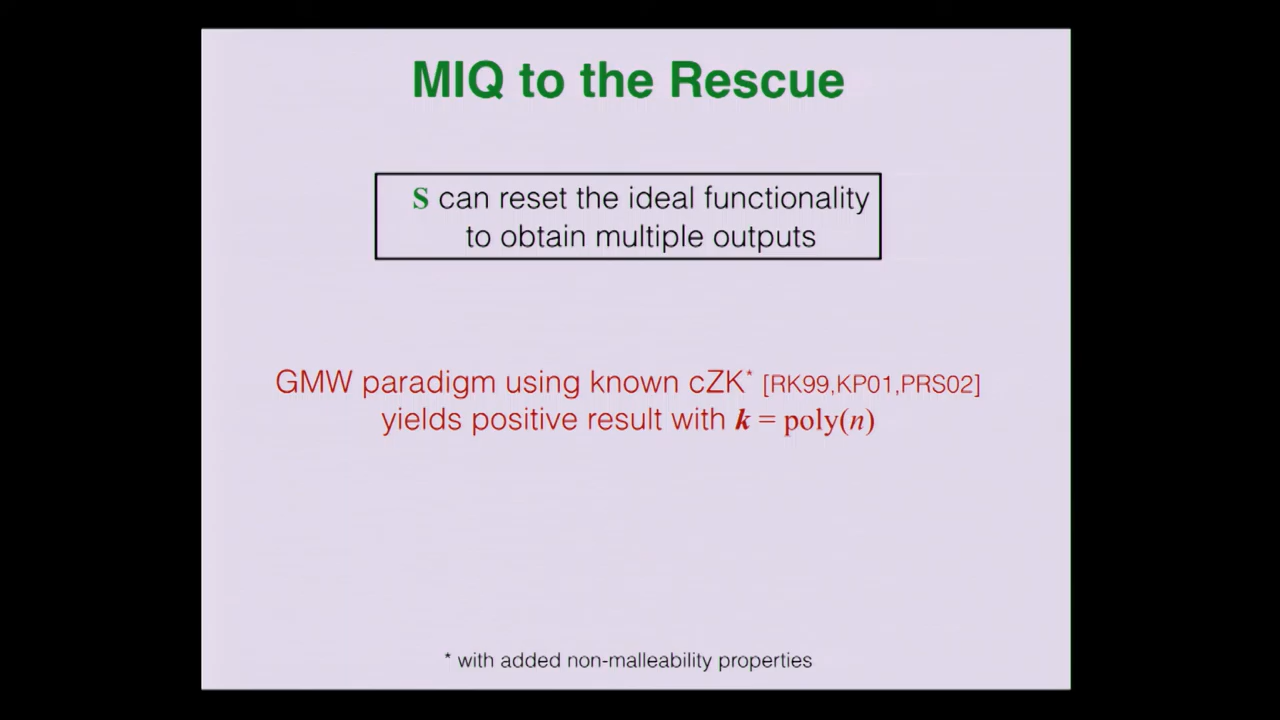 MIQ to the Rescue
S can reset the ideal functionality
to obtain multiple outputs
GMW paradigm using known cZK* [RK99,KP01,PRS02]
yields positive result with k = poly(n)
* with added non-malleability properties